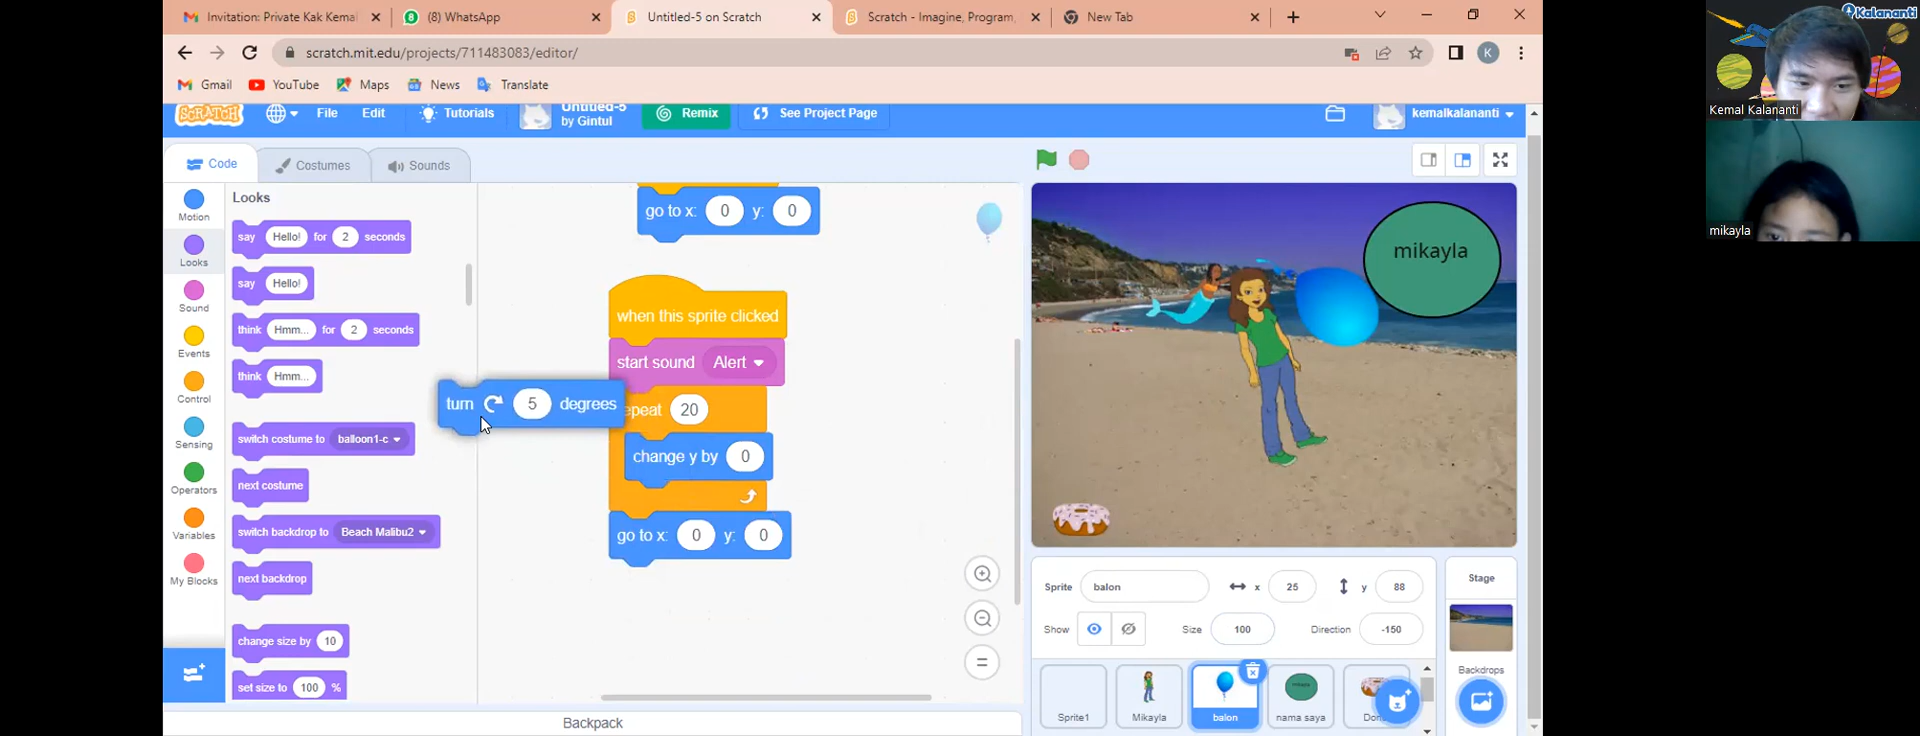 Invitation: Private Kak Kemal
(8) WhatsApp
Untitled-5 on Scratch
Scratch - Imagine, Program,
New Tab
scratch.mit.edu/projects/711483083/editor/
K
Gmail
YouTube
Maps
News
Translate
SCRATCH
File
Edit
Tutorials
Untitled-5
by Gintul
Remix
See Project Page
kemalkalananti
Code
Costumes
Sounds
Motion
Looks
Sound
Events
Control
Sensing
Operators
Variables
My Blocks
Looks
say Hello! for 2 seconds
say Hello!
think Hmm... for 2 seconds
think Hmm...
switch costume to balloon1-c
next costume
switch backdrop to Beach Malibu2
next backdrop
change size by 10
set size to 100 %
go to x: 0 y: 0
when this sprite clicked
start sound Alert
turn 5 degrees
epeat 20
change y by 0
go to x: 0 y: 0
Backpack
mikayla
Sprite balon x 25 y 88
Show Size 100 Direction -150
Sprite1
Mikayla
balon
nama saya
Don
Stage
Backdrops
Kalananti
Kemal Kalananti
mikayla